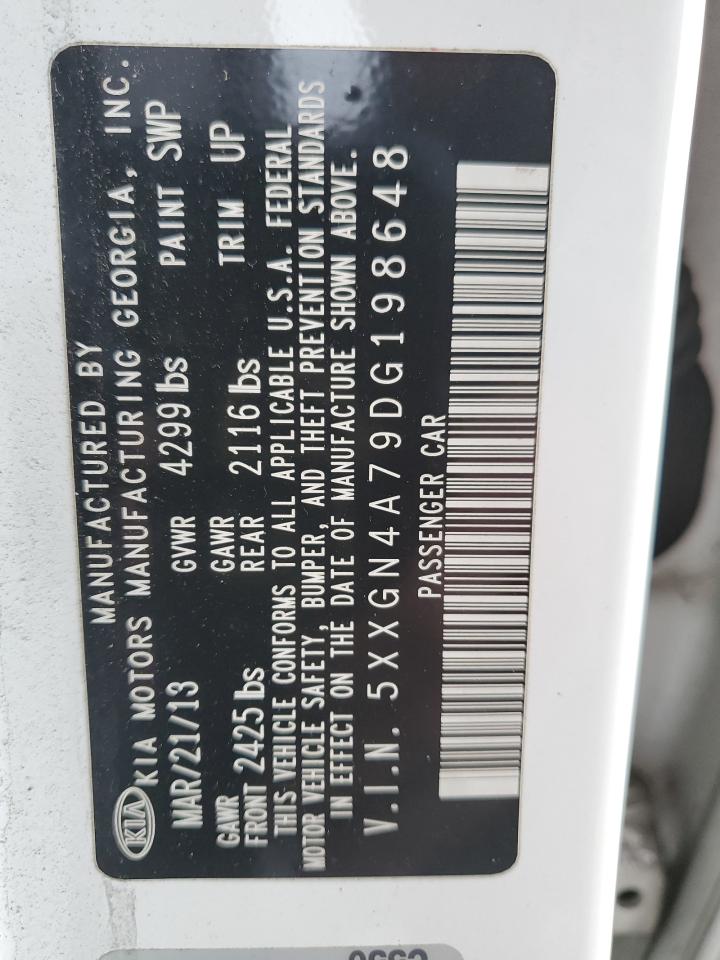 MANUFACTURED BY
KIA KIA MOTORS MANUFACTURING GEORGIA, INC.
MAR/21/13 GVWR 4299 lbs PAINT SWP
GAWR FRONT 2425 lbs GAWR REAR 2116 lbs TRIM UP
THIS VEHICLE CONFORMS TO ALL APPLICABLE U.S.A. FEDERAL
MOTOR VEHICLE SAFETY, BUMPER, AND THEFT PREVENTION STANDARDS
IN EFFECT ON THE DATE OF MANUFACTURE SHOWN ABOVE.
V.I.N. 5XXGN4A79DG198648
PASSENGER CAR